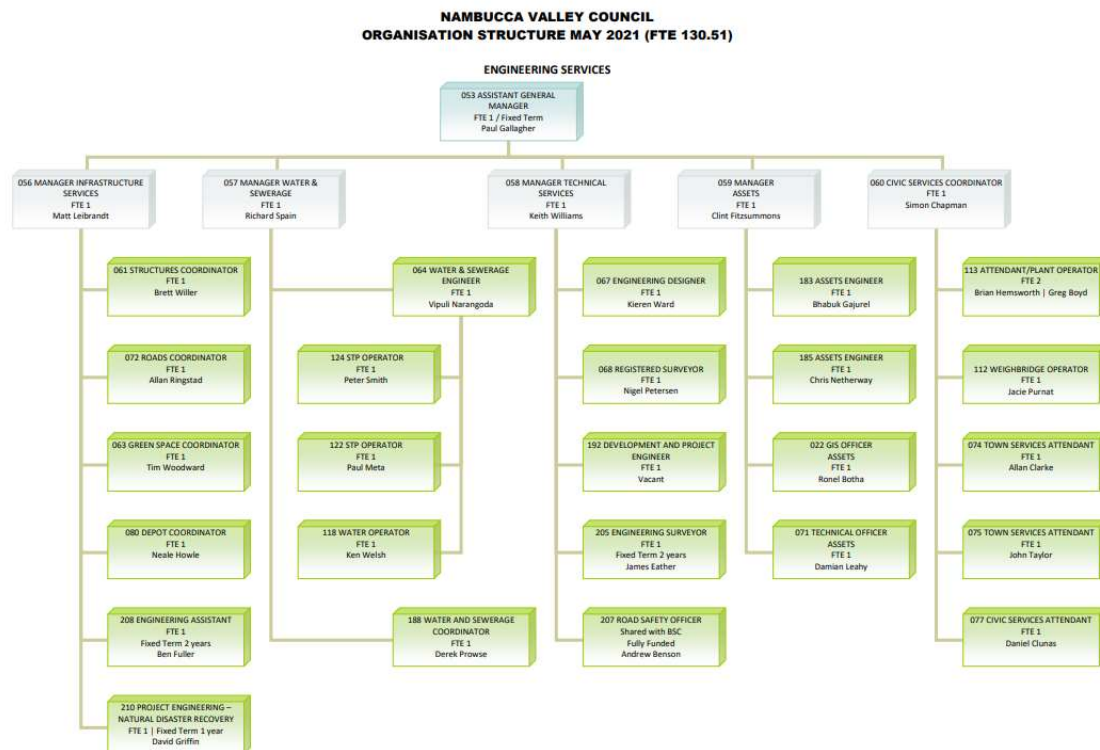 NAMBUCCA VALLEY COUNCIL
ORGANISATION STRUCTURE MAY 2021 (FTE 130.51)
ENGINEERING SERVICES
053 ASSISTANT GENERAL
MANAGER
FTE 1 / Fixed Term
Paul Gallagher
056 MANAGER INFRASTRUCTURE
SERVICES
FTE 1
Matt Leibrandt
057 MANAGER WATER &
SEWERAGE
FTE 1
Richard Spain
058 MANAGER TECHNICAL
SERVICES
FTE 1
Keith Williams
059 MANAGER
ASSETS
FTE 1
Clint Fitzsummons
060 CIVIC SERVICES COORDINATOR
FTE 1
Simon Chapman
061 STRUCTURES COORDINATOR
FTE 1
Brett Willer
064 WATER & SEWERAGE
ENGINEER
FTE 1
Vipuli Narangoda
067 ENGINEERING DESIGNER
FTE 1
Kieren Ward
183 ASSETS ENGINEER
FTE 1
Bhabuk Gajurel
113 ATTENDANT/PLANT OPERATOR
FTE 2
Brian Hemsworth | Greg Boyd
072 ROADS COORDINATOR
FTE 1
Allan Ringstad
124 STP OPERATOR
FTE 1
Peter Smith
068 REGISTERED SURVEYOR
FTE 1
Nigel Petersen
185 ASSETS ENGINEER
FTE 1
Chris Netherway
112 WEIGHBRIDGE OPERATOR
FTE 1
Jacie Purnat
063 GREEN SPACE COORDINATOR
FTE 1
Tim Woodward
122 STP OPERATOR
FTE 1
Paul Meta
192 DEVELOPMENT AND PROJECT
ENGINEER
FTE 1
Vacant
022 GIS OFFICER
ASSETS
FTE 1
Ronel Botha
074 TOWN SERVICES ATTENDANT
FTE 1
Allan Clarke
080 DEPOT COORDINATOR
FTE 1
Neale Howle
118 WATER OPERATOR
FTE 1
Ken Welsh
205 ENGINEERING SURVEYOR
FTE 1
Fixed Term 2 years
James Eather
071 TECHNICAL OFFICER
ASSETS
FTE 1
Damian Leahy
075 TOWN SERVICES ATTENDANT
FTE 1
John Taylor
208 ENGINEERING ASSISTANT
FTE 1
Fixed Term 2 years
Ben Fuller
188 WATER AND SEWERAGE
COORDINATOR
FTE 1
Derek Prowse
207 ROAD SAFETY OFFICER
Shared with BSC
Fully Funded
Andrew Benson
077 CIVIC SERVICES ATTENDANT
FTE 1
Daniel Clunas
210 PROJECT ENGINEERING –
NATURAL DISASTER RECOVERY
FTE 1 | Fixed Term 1 year
David Griffin